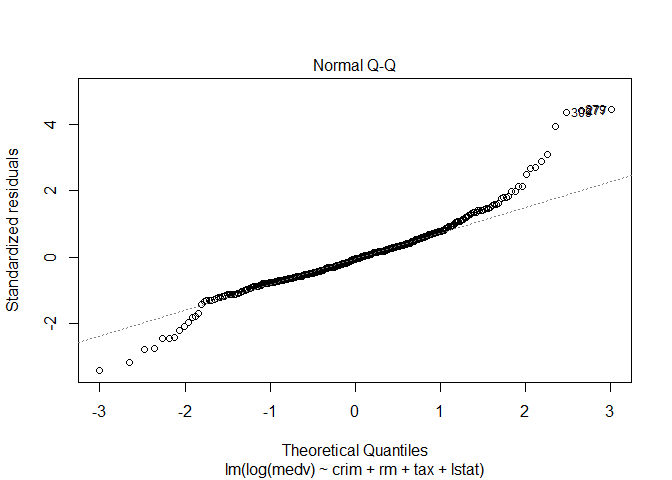 Normal Q-Q
Standardized residuals
4
2
0
-2
-3
-2
-1
0
1
2
3
Theoretical Quantiles
lm(log(medv) ~ crim + rm + tax + lstat)